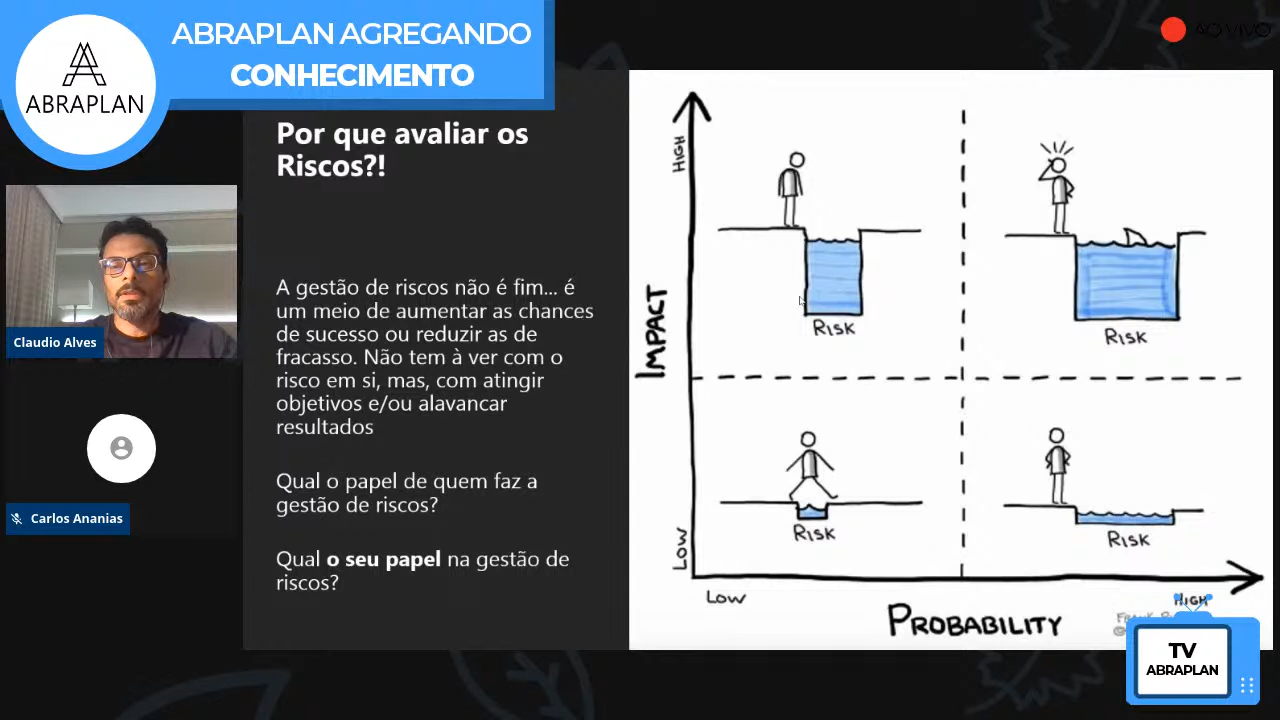 ABRAPLAN AGREGANDO
CONHECIMENTO
ABRAPLAN
AO VIVO
Por que avaliar os
Riscos?!
A gestão de riscos não é fim... é
um meio de aumentar as chances
de sucesso ou reduzir as de
fracasso. Não tem à ver com o
risco em si, mas, com atingir
objetivos e/ou alavancar
resultados
Qual o papel de quem faz a
gestão de riscos?
Qual o seu papel na gestão de
riscos?
Claudio Alves
Carlos Ananias
HIGH
IMPACT
LOW
RISK
RISK
RISK
RISK
LOW
HIGH
PROBABILITY
TV
ABRAPLAN